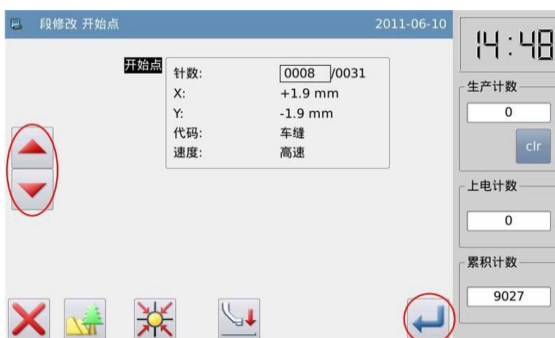 段修改 开始点 2011-06-10
14:48
开始点
针数: 0008 /0031
X: +1.9 mm
Y: -1.9 mm
代码: 车缝
速度: 高速
生产计数
0
clr
上电计数
0
累积计数
9027